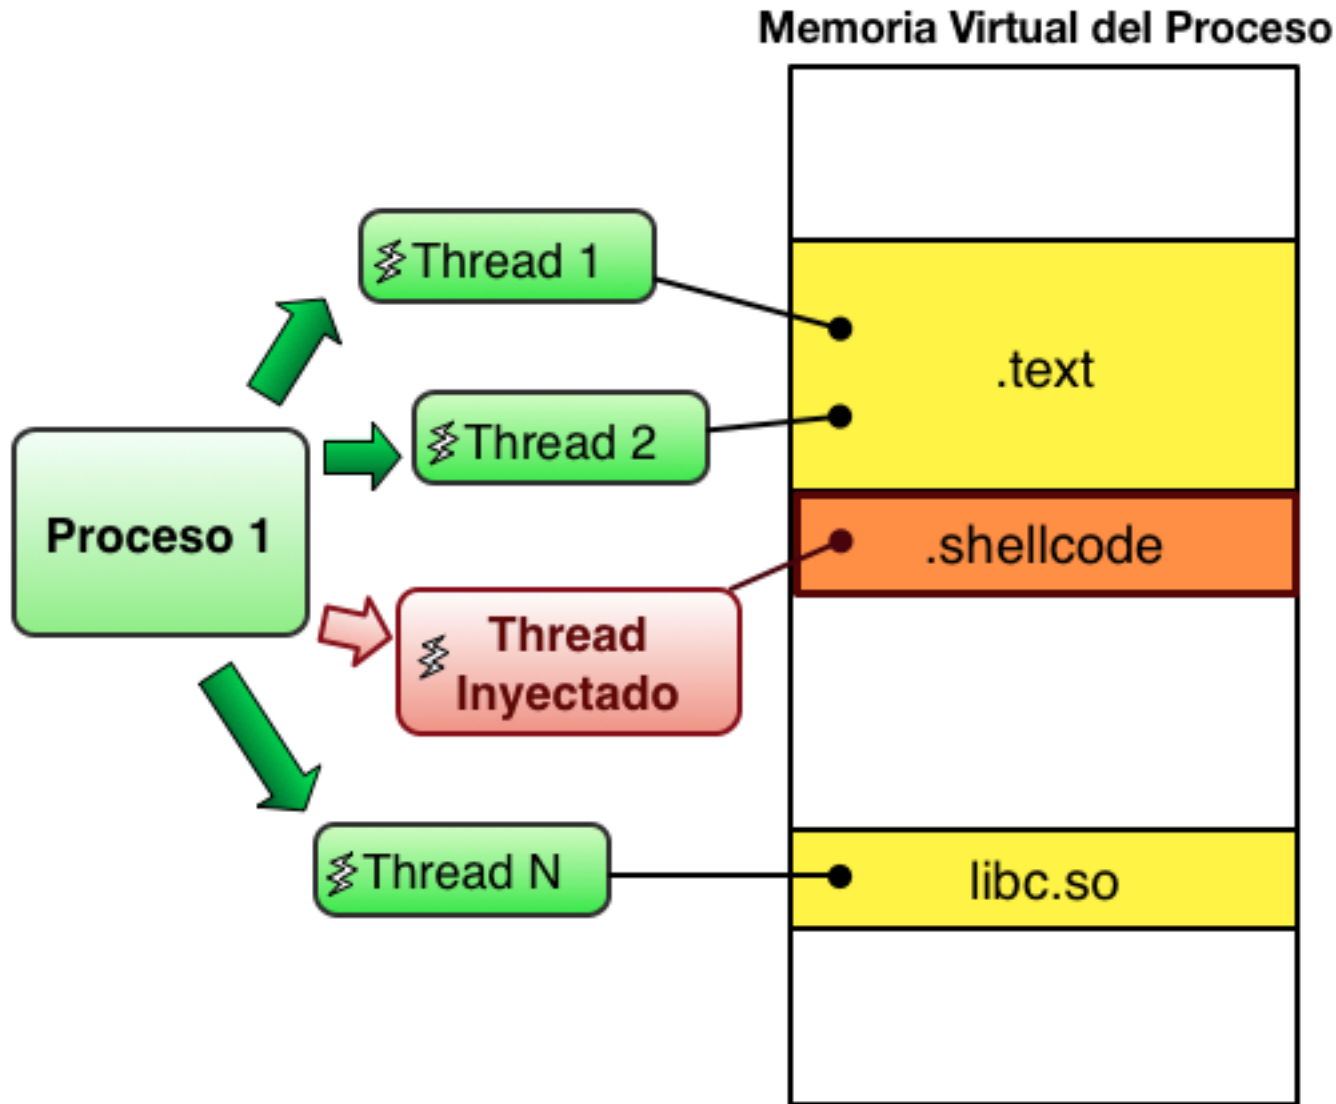 Memoria Virtual del Proceso
Thread 1
.text
Thread 2
Proceso 1
.shellcode
Thread
Inyectado
Thread N
libc.so